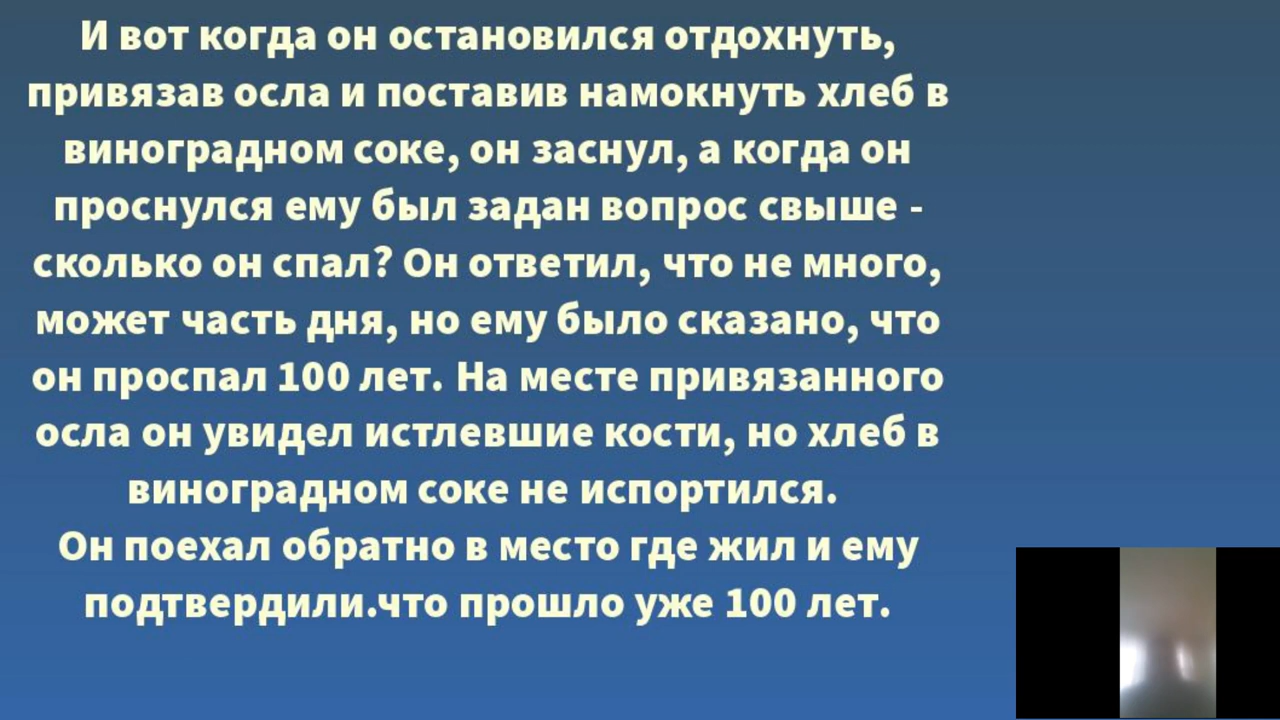 И вот когда он остановился отдохнуть,
привязав осла и поставив намокнуть хлеб в
виноградном соке, он заснул, а когда он
проснулся ему был задан вопрос свыше -
сколько он спал? Он ответил, что не много,
может часть дня, но ему было сказано, что
он проспал 100 лет. На месте привязанного
осла он увидел истлевшие кости, но хлеб в
виноградном соке не испортился.
Он поехал обратно в место где жил и ему
подтвердили.что прошло уже 100 лет.